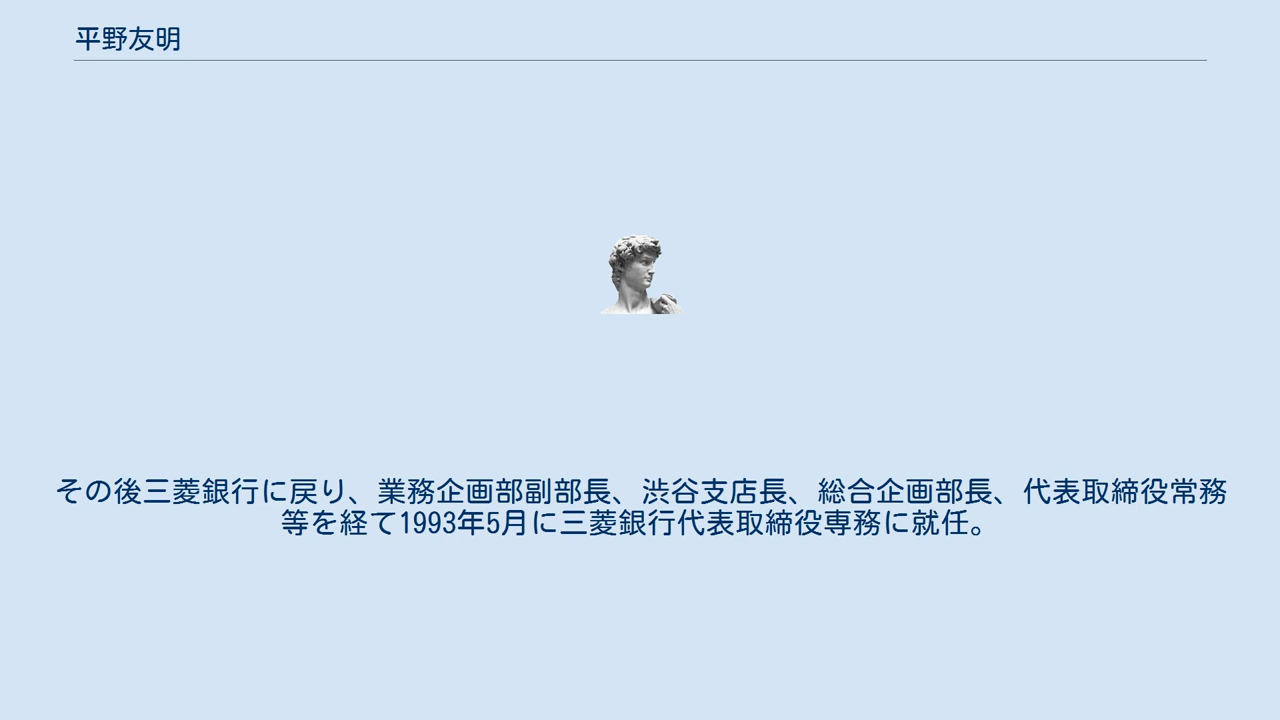 平野友明
その後三菱銀行に戻り、業務企画部副部長、渋谷支店長、総合企画部長、代表取締役常務
等を経て1993年5月に三菱銀行代表取締役専務に就任。